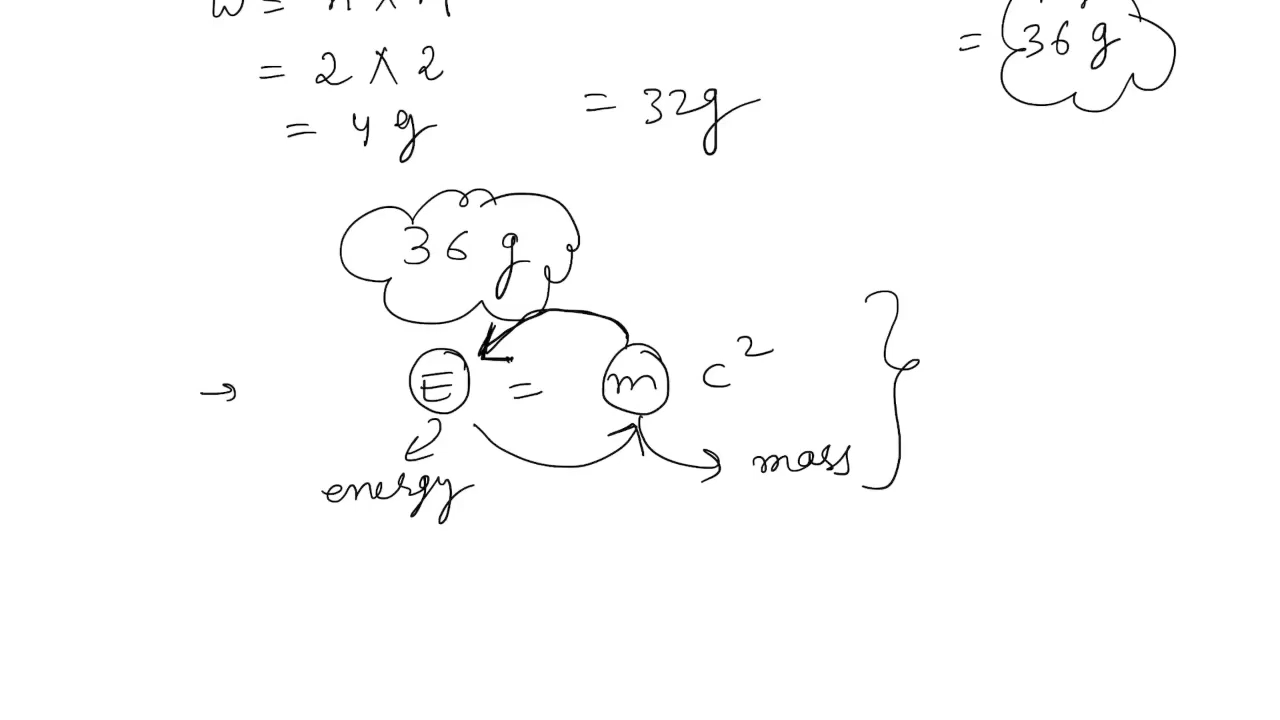 = 2 × 2
= 4 g
= 32g
= 36 g
36 g
→ E = m c²
energy
mass